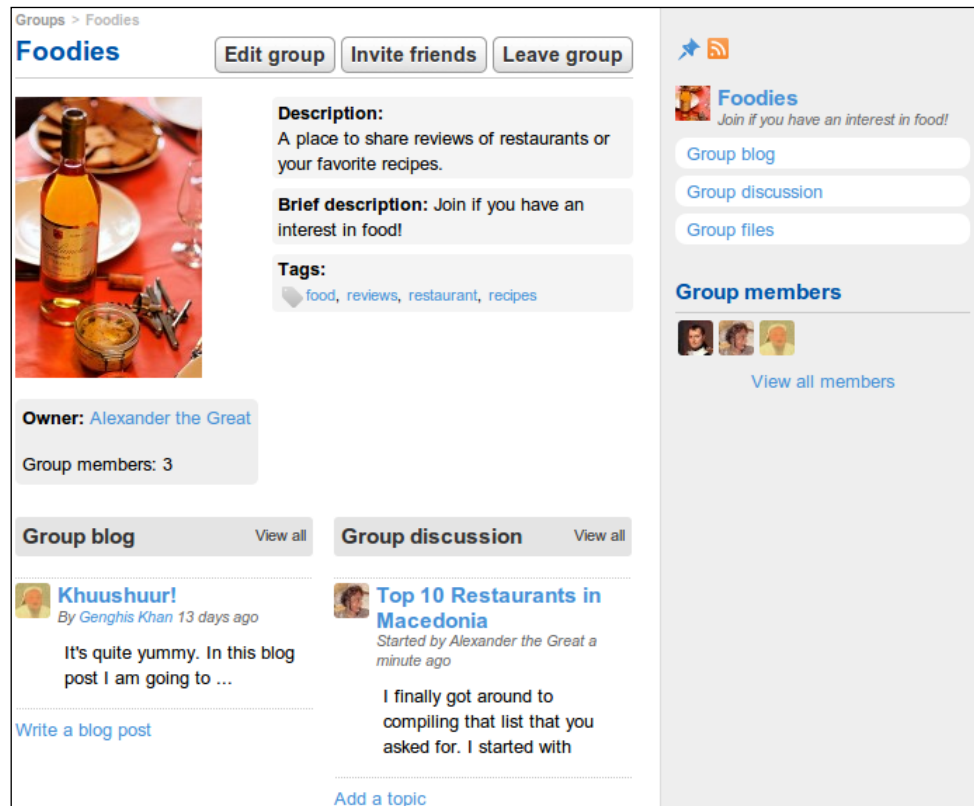 Groups > Foodies
Foodies
Edit group
Invite friends
Leave group
Description:
A place to share reviews of restaurants or
your favorite recipes.
Brief description: Join if you have an
interest in food!
Tags:
food, reviews, restaurant, recipes
Owner: Alexander the Great
Group members: 3
Group blog View all
Khuushuur!
By Genghis Khan 13 days ago
It's quite yummy. In this blog
post I am going to ...
Write a blog post
Group discussion View all
Top 10 Restaurants in
Macedonia
Started by Alexander the Great a
minute ago
I finally got around to
compiling that list that you
asked for. I started with
Add a topic
Foodies
Join if you have an interest in food!
Group blog
Group discussion
Group files
Group members
View all members